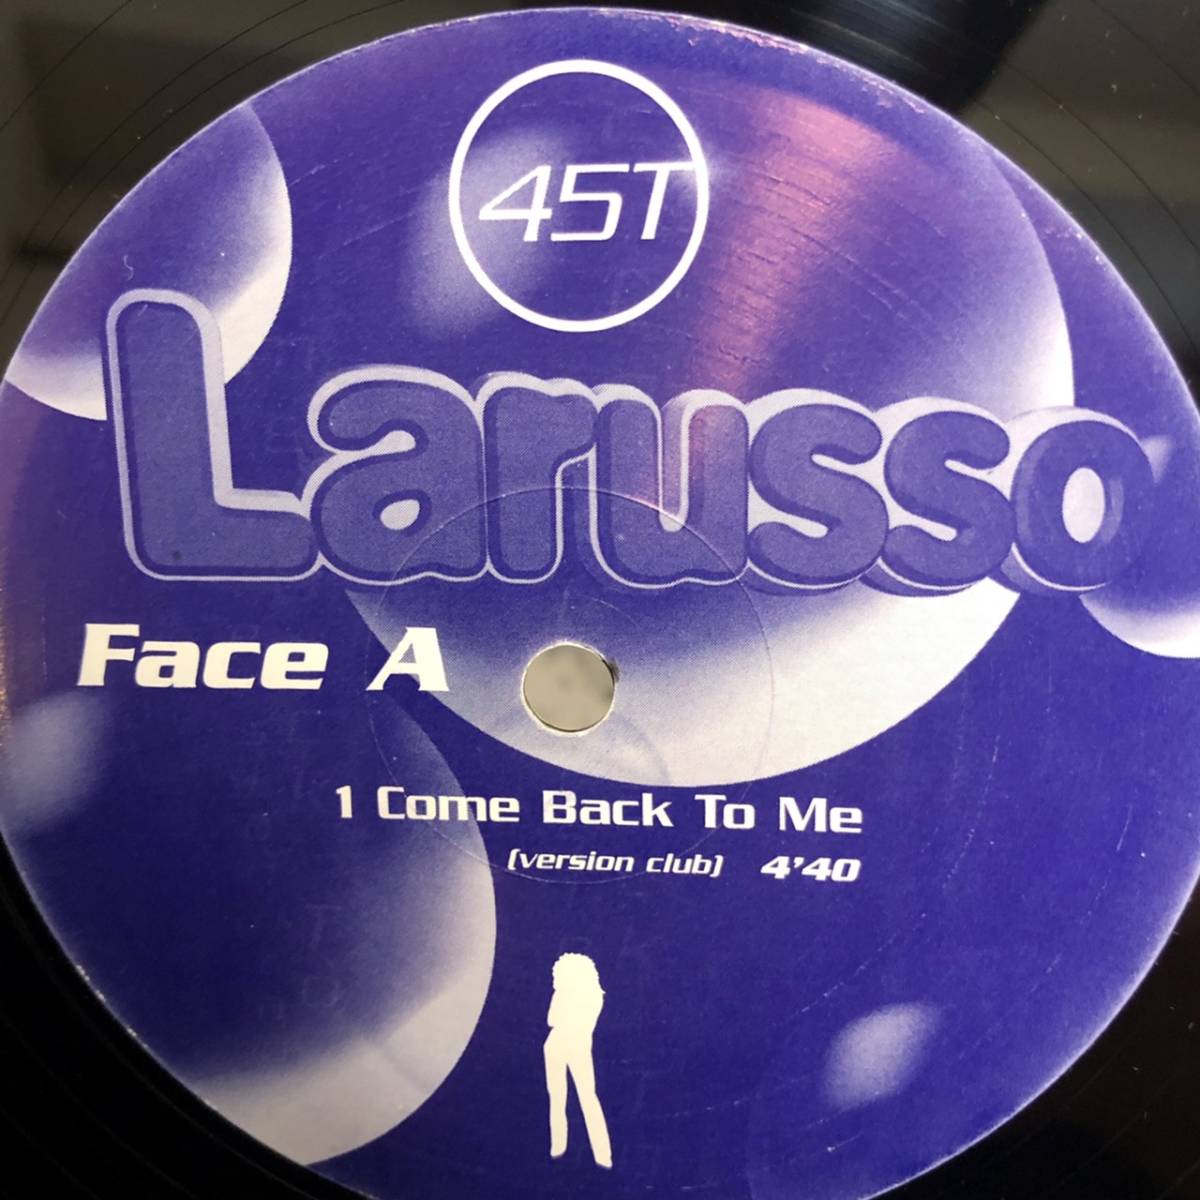 45T
Larusso
Face A
1 Come Back To Me
(version club) 4'40